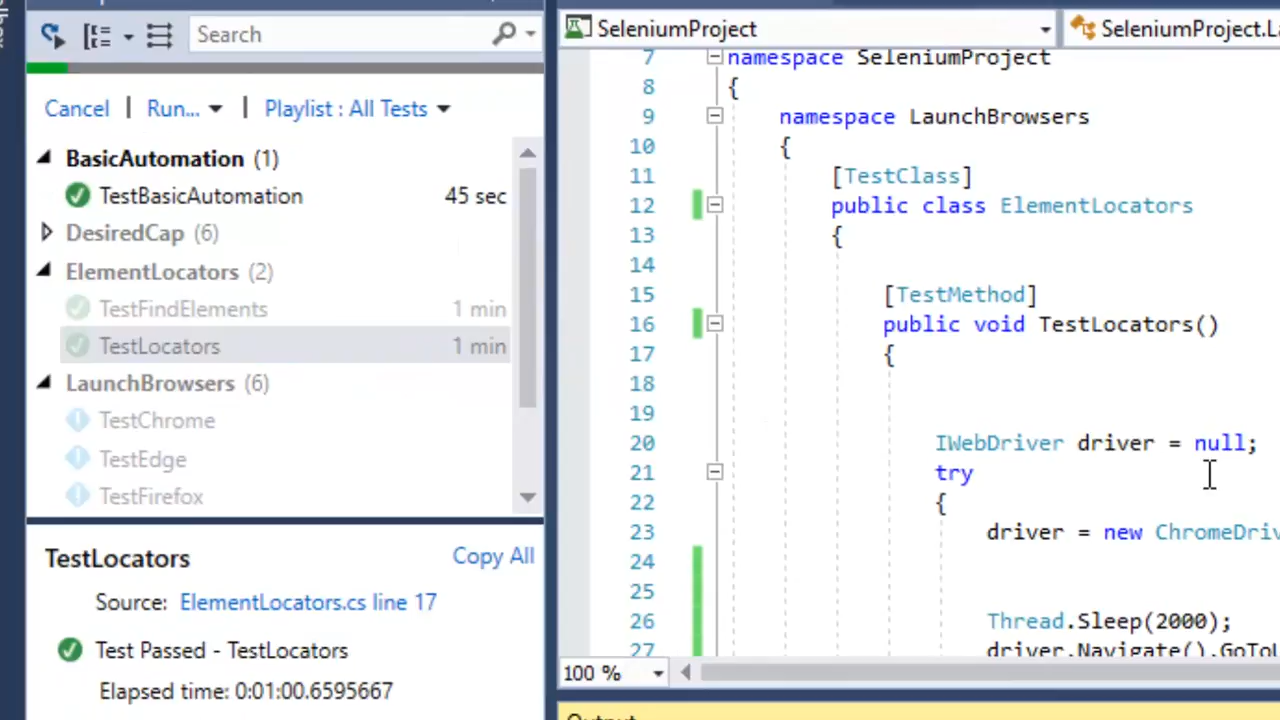 Search
Cancel | Run... | Playlist : All Tests
BasicAutomation (1)
TestBasicAutomation 45 sec
DesiredCap (6)
ElementLocators (2)
TestFindElements 1 min
TestLocators 1 min
LaunchBrowsers (6)
TestChrome
TestEdge
TestFirefox
TestLocators
Copy All
Source: ElementLocators.cs line 17
Test Passed - TestLocators
Elapsed time: 0:01:00.6595667
SeleniumProject
SeleniumProject.La
7 namespace SeleniumProject
8 {
9 namespace LaunchBrowsers
10 {
11 [TestClass]
12 public class ElementLocators
13 {
14
15 [TestMethod]
16 public void TestLocators()
17 {
18
19
20 IWebDriver driver = null;
21 try
22 {
23 driver = new ChromeDriv
24
25
26 Thread.Sleep(2000);
27 driver.Navigate().GoToU
100 %
Output